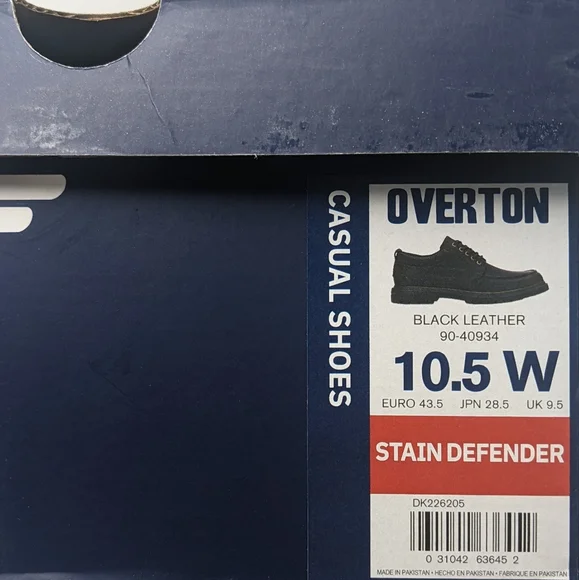 CASUAL SHOES
OVERTON
BLACK LEATHER
90-40934
10.5 W
EURO 43.5 JPN 28.5 UK 9.5
STAIN DEFENDER
DK226205
0 31042 63645 2
MADE IN PAKISTAN • HECHO EN PAKISTAN • FABRIQUE EN PAKISTAN